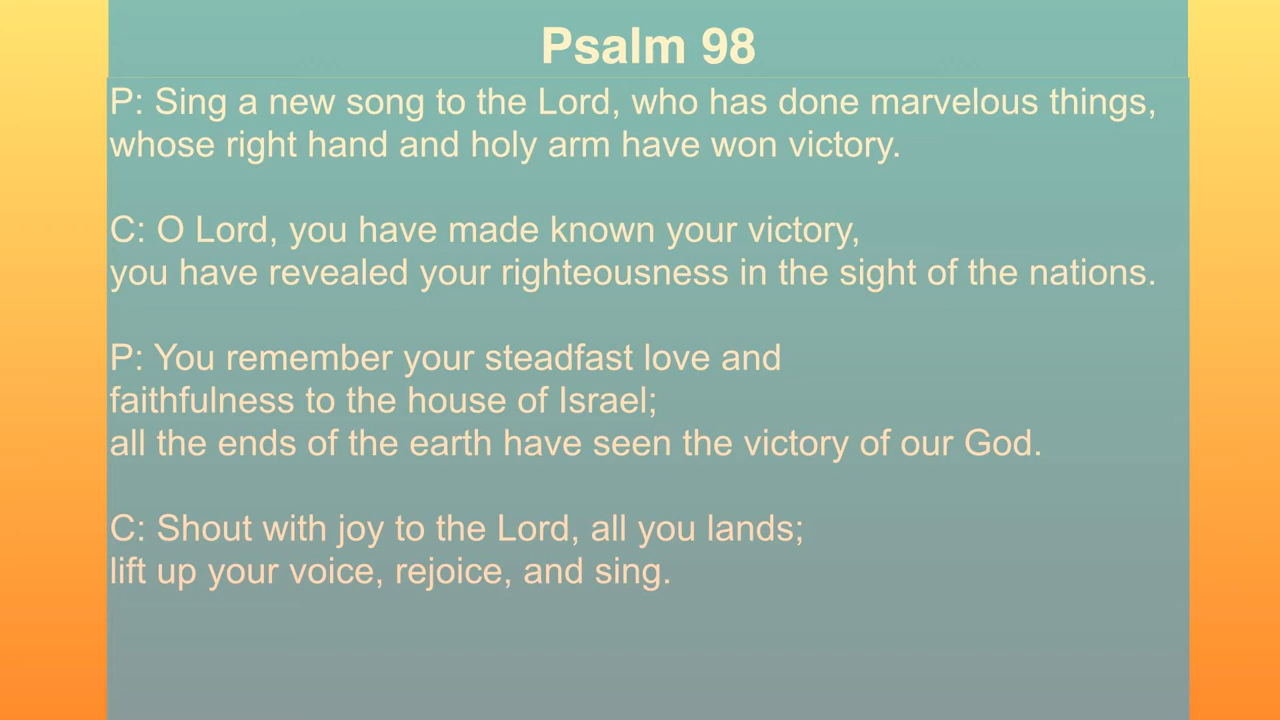 Psalm 98
P: Sing a new song to the Lord, who has done marvelous things,
whose right hand and holy arm have won victory.
C: O Lord, you have made known your victory,
you have revealed your righteousness in the sight of the nations.
P: You remember your steadfast love and
faithfulness to the house of Israel;
all the ends of the earth have seen the victory of our God.
C: Shout with joy to the Lord, all you lands;
lift up your voice, rejoice, and sing.